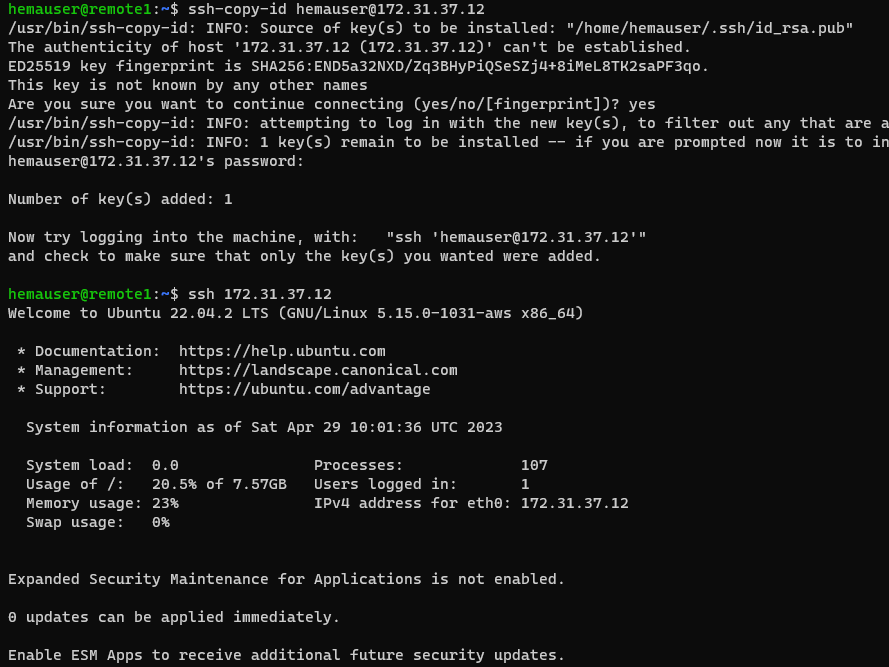 hemauser@remote1:~$ ssh-copy-id hemauser@172.31.37.12
/usr/bin/ssh-copy-id: INFO: Source of key(s) to be installed: "/home/hemauser/.ssh/id_rsa.pub"
The authenticity of host '172.31.37.12 (172.31.37.12)' can't be established.
ED25519 key fingerprint is SHA256:END5a32NXD/Zq3BHyPiQSeSZj4+8iMeL8TK2saPF3qo.
This key is not known by any other names
Are you sure you want to continue connecting (yes/no/[fingerprint])? yes
/usr/bin/ssh-copy-id: INFO: attempting to log in with the new key(s), to filter out any that are a
/usr/bin/ssh-copy-id: INFO: 1 key(s) remain to be installed -- if you are prompted now it is to in
hemauser@172.31.37.12's password:
Number of key(s) added: 1
Now try logging into the machine, with:   "ssh 'hemauser@172.31.37.12'"
and check to make sure that only the key(s) you wanted were added.
hemauser@remote1:~$ ssh 172.31.37.12
Welcome to Ubuntu 22.04.2 LTS (GNU/Linux 5.15.0-1031-aws x86_64)
 * Documentation:  https://help.ubuntu.com
 * Management:     https://landscape.canonical.com
 * Support:        https://ubuntu.com/advantage
  System information as of Sat Apr 29 10:01:36 UTC 2023
  System load:  0.0                Processes:             107
  Usage of /:   20.5% of 7.57GB   Users logged in:       1
  Memory usage: 23%                IPv4 address for eth0: 172.31.37.12
  Swap usage:   0%
Expanded Security Maintenance for Applications is not enabled.
0 updates can be applied immediately.
Enable ESM Apps to receive additional future security updates.